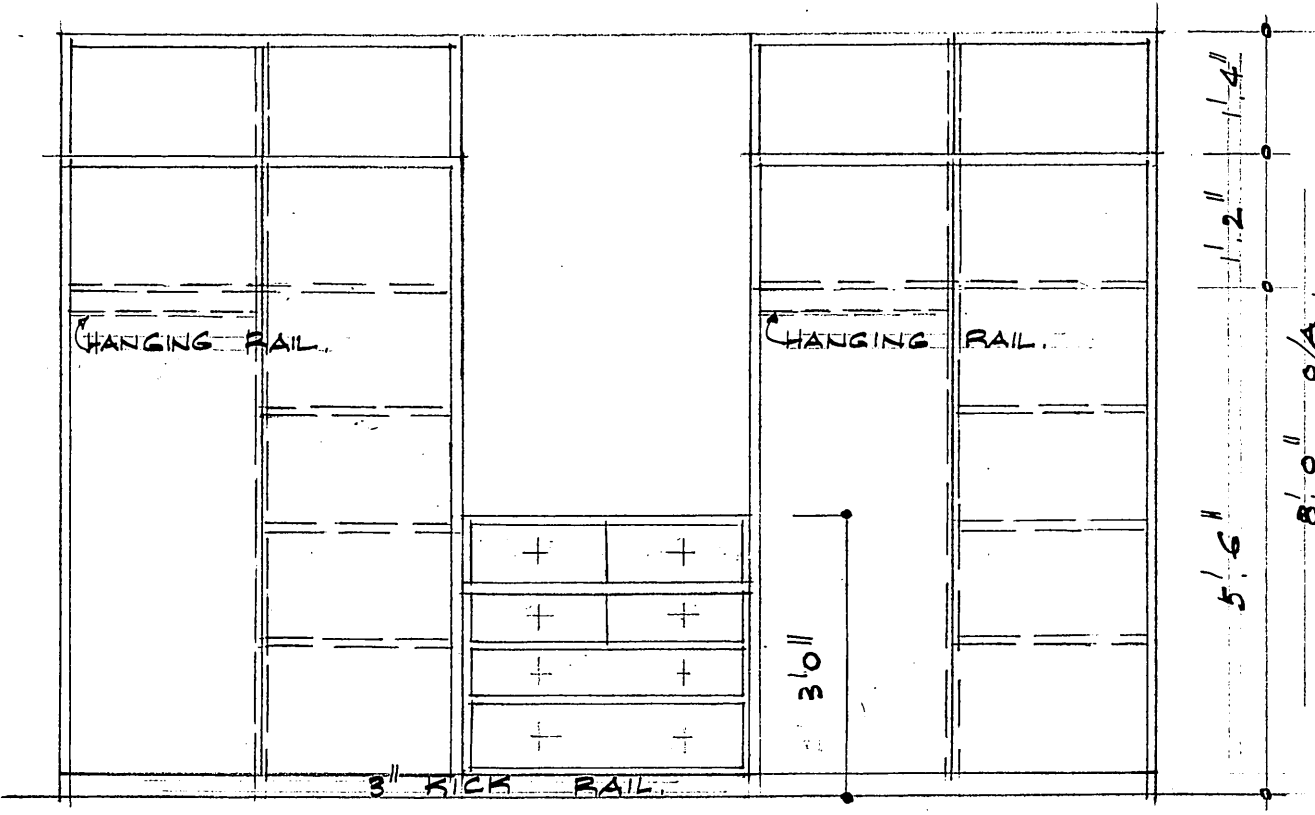 1'.4"
1'.2"
HANGING RAIL.
HANGING RAIL.
5'.6"
8'.0" o/A.
3'0"
3" KICK RAIL.